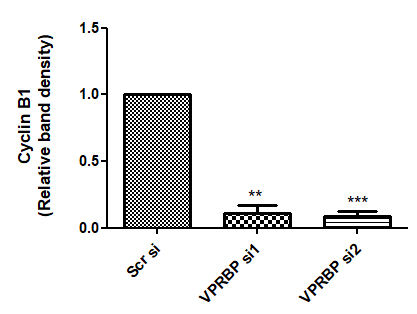 Cyclin B1
(Relative band density)
1.5
1.0
0.5
0.0
**
***
Scr si
VPRBP si1
VPRBP si2